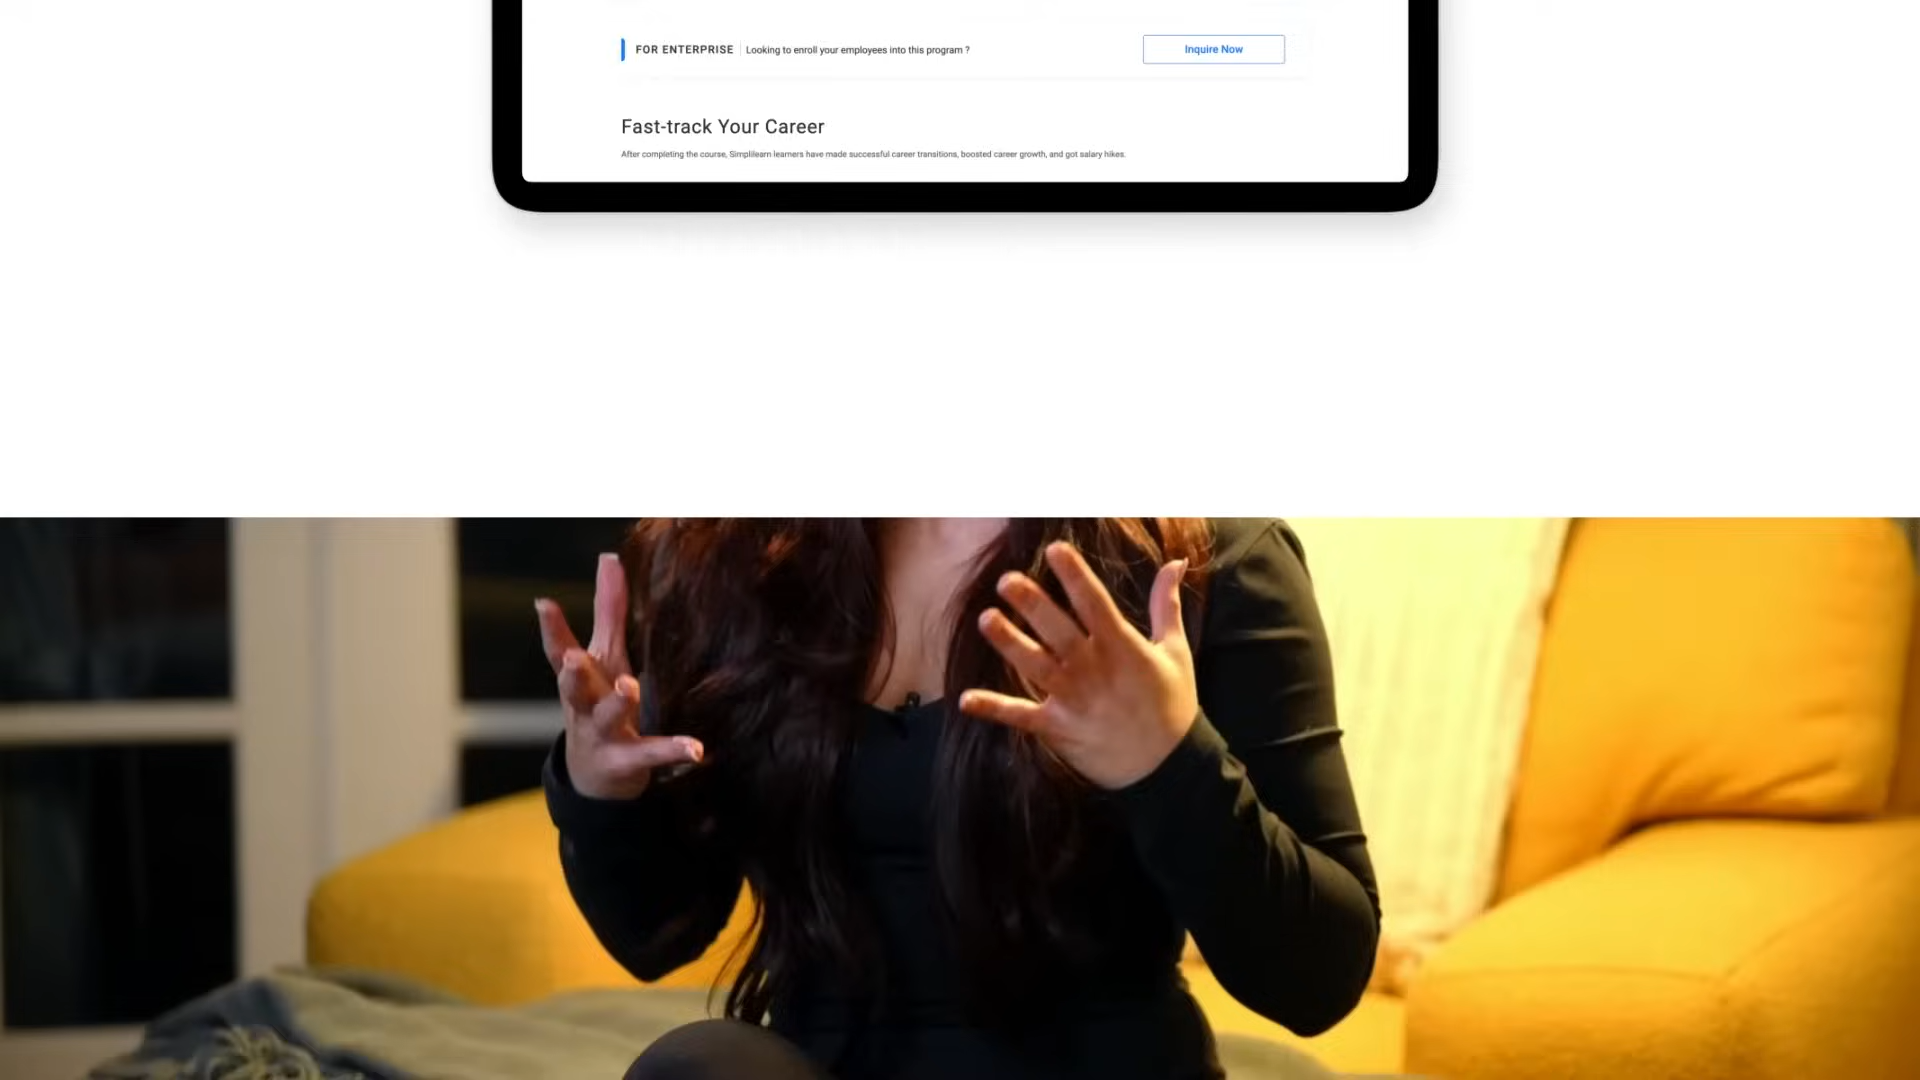 FOR ENTERPRISE Looking to enroll your employees into this program ? Inquire Now
Fast-track Your Career
After completing the course, Simplilearn learners have made successful career transitions, boosted career growth, and got salary hikes.